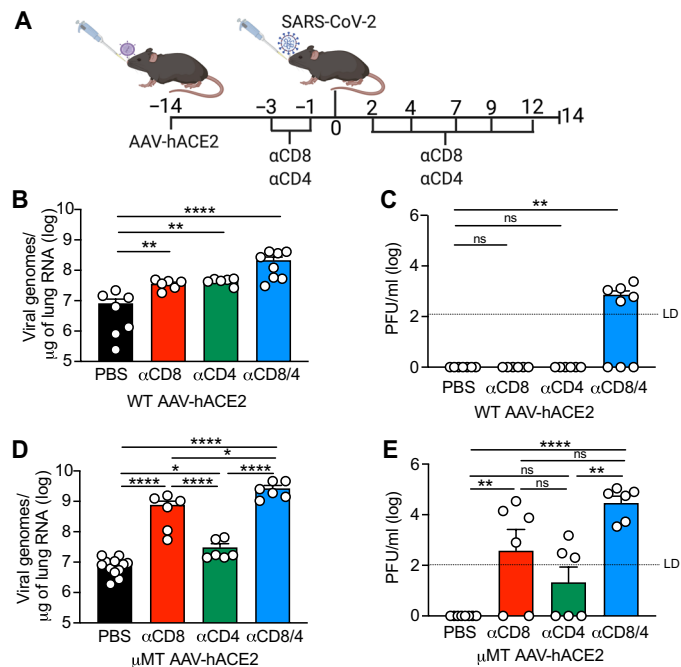 A
SARS-CoV-2
–14
–3
–1
0
2
4
7
9
12
14
AAV-hACE2
αCD8
αCD4
αCD8
αCD4
B
Viral genomes/
μg of lung RNA (log)
10
9
8
7
6
5
****
**
**
PBS
αCD8
αCD4
αCD8/4
WT AAV-hACE2
C
PFU/ml (log)
6
4
2
0
**
ns
ns
LD
PBS
αCD8
αCD4
αCD8/4
WT AAV-hACE2
D
Viral genomes/
μg of lung RNA (log)
10
9
8
7
6
5
****
*
*
****
****
****
PBS
αCD8
αCD4
αCD8/4
μMT AAV-hACE2
E
PFU/ml (log)
6
4
2
0
****
ns
ns
**
**
ns
LD
PBS
αCD8
αCD4
αCD8/4
μMT AAV-hACE2